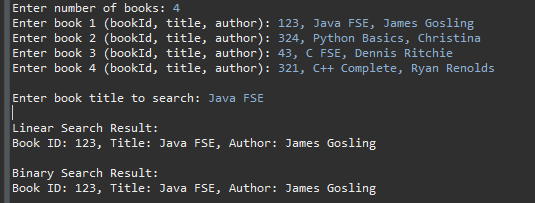 Enter number of books: 4
Enter book 1 (bookId, title, author): 123, Java FSE, James Gosling
Enter book 2 (bookId, title, author): 324, Python Basics, Christina
Enter book 3 (bookId, title, author): 43, C FSE, Dennis Ritchie
Enter book 4 (bookId, title, author): 321, C++ Complete, Ryan Renolds
Enter book title to search: Java FSE
Linear Search Result:
Book ID: 123, Title: Java FSE, Author: James Gosling
Binary Search Result:
Book ID: 123, Title: Java FSE, Author: James Gosling